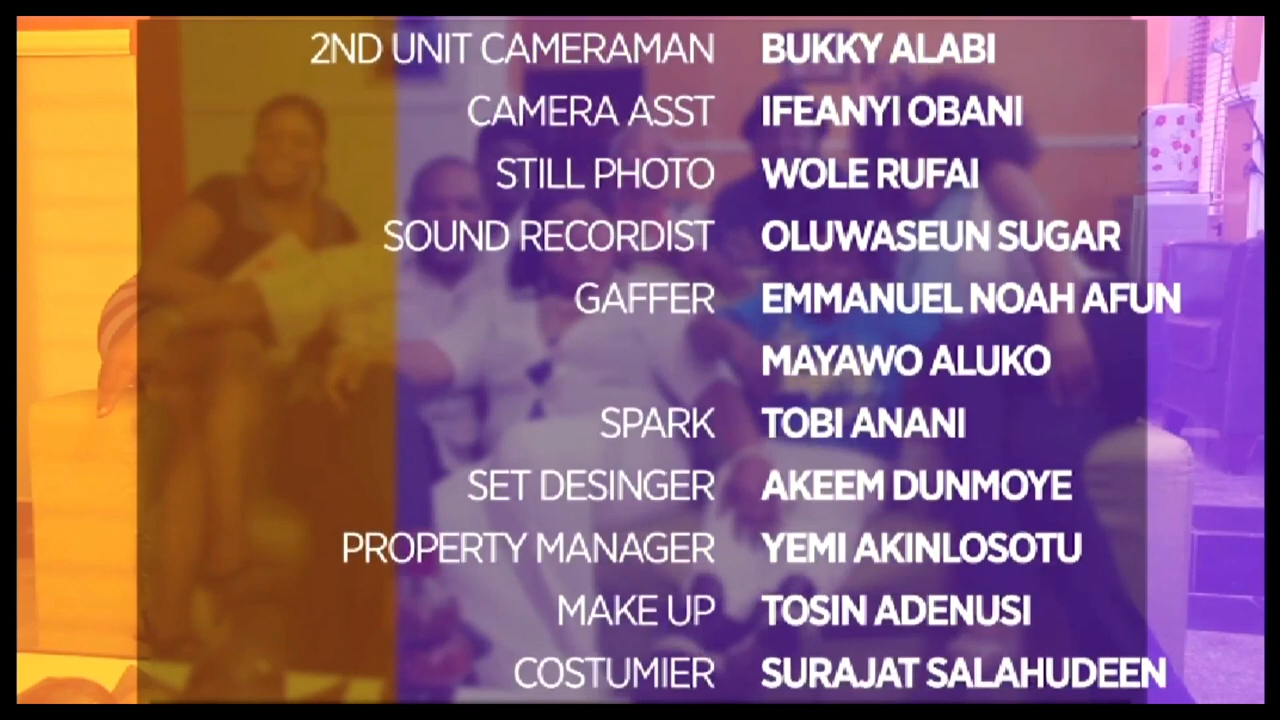 2ND UNIT CAMERAMAN BUKKY ALABI
CAMERA ASST IFEANYI OBANI
STILL PHOTO WOLE RUFAI
SOUND RECORDIST OLUWASEUN SUGAR
GAFFER EMMANUEL NOAH AFUN
MAYAWO ALUKO
SPARK TOBI ANANI
SET DESINGER AKEEM DUNMOYE
PROPERTY MANAGER YEMI AKINLOSOTU
MAKE UP TOSIN ADENUSI
COSTUMIER SURAJAT SALAHUDEEN